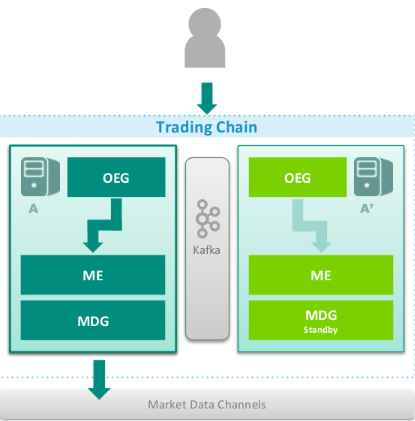 Trading Chain
OEG
A
ME
MDG
Kafka
OEG
A'
ME
MDG
Standby
Market Data Channels